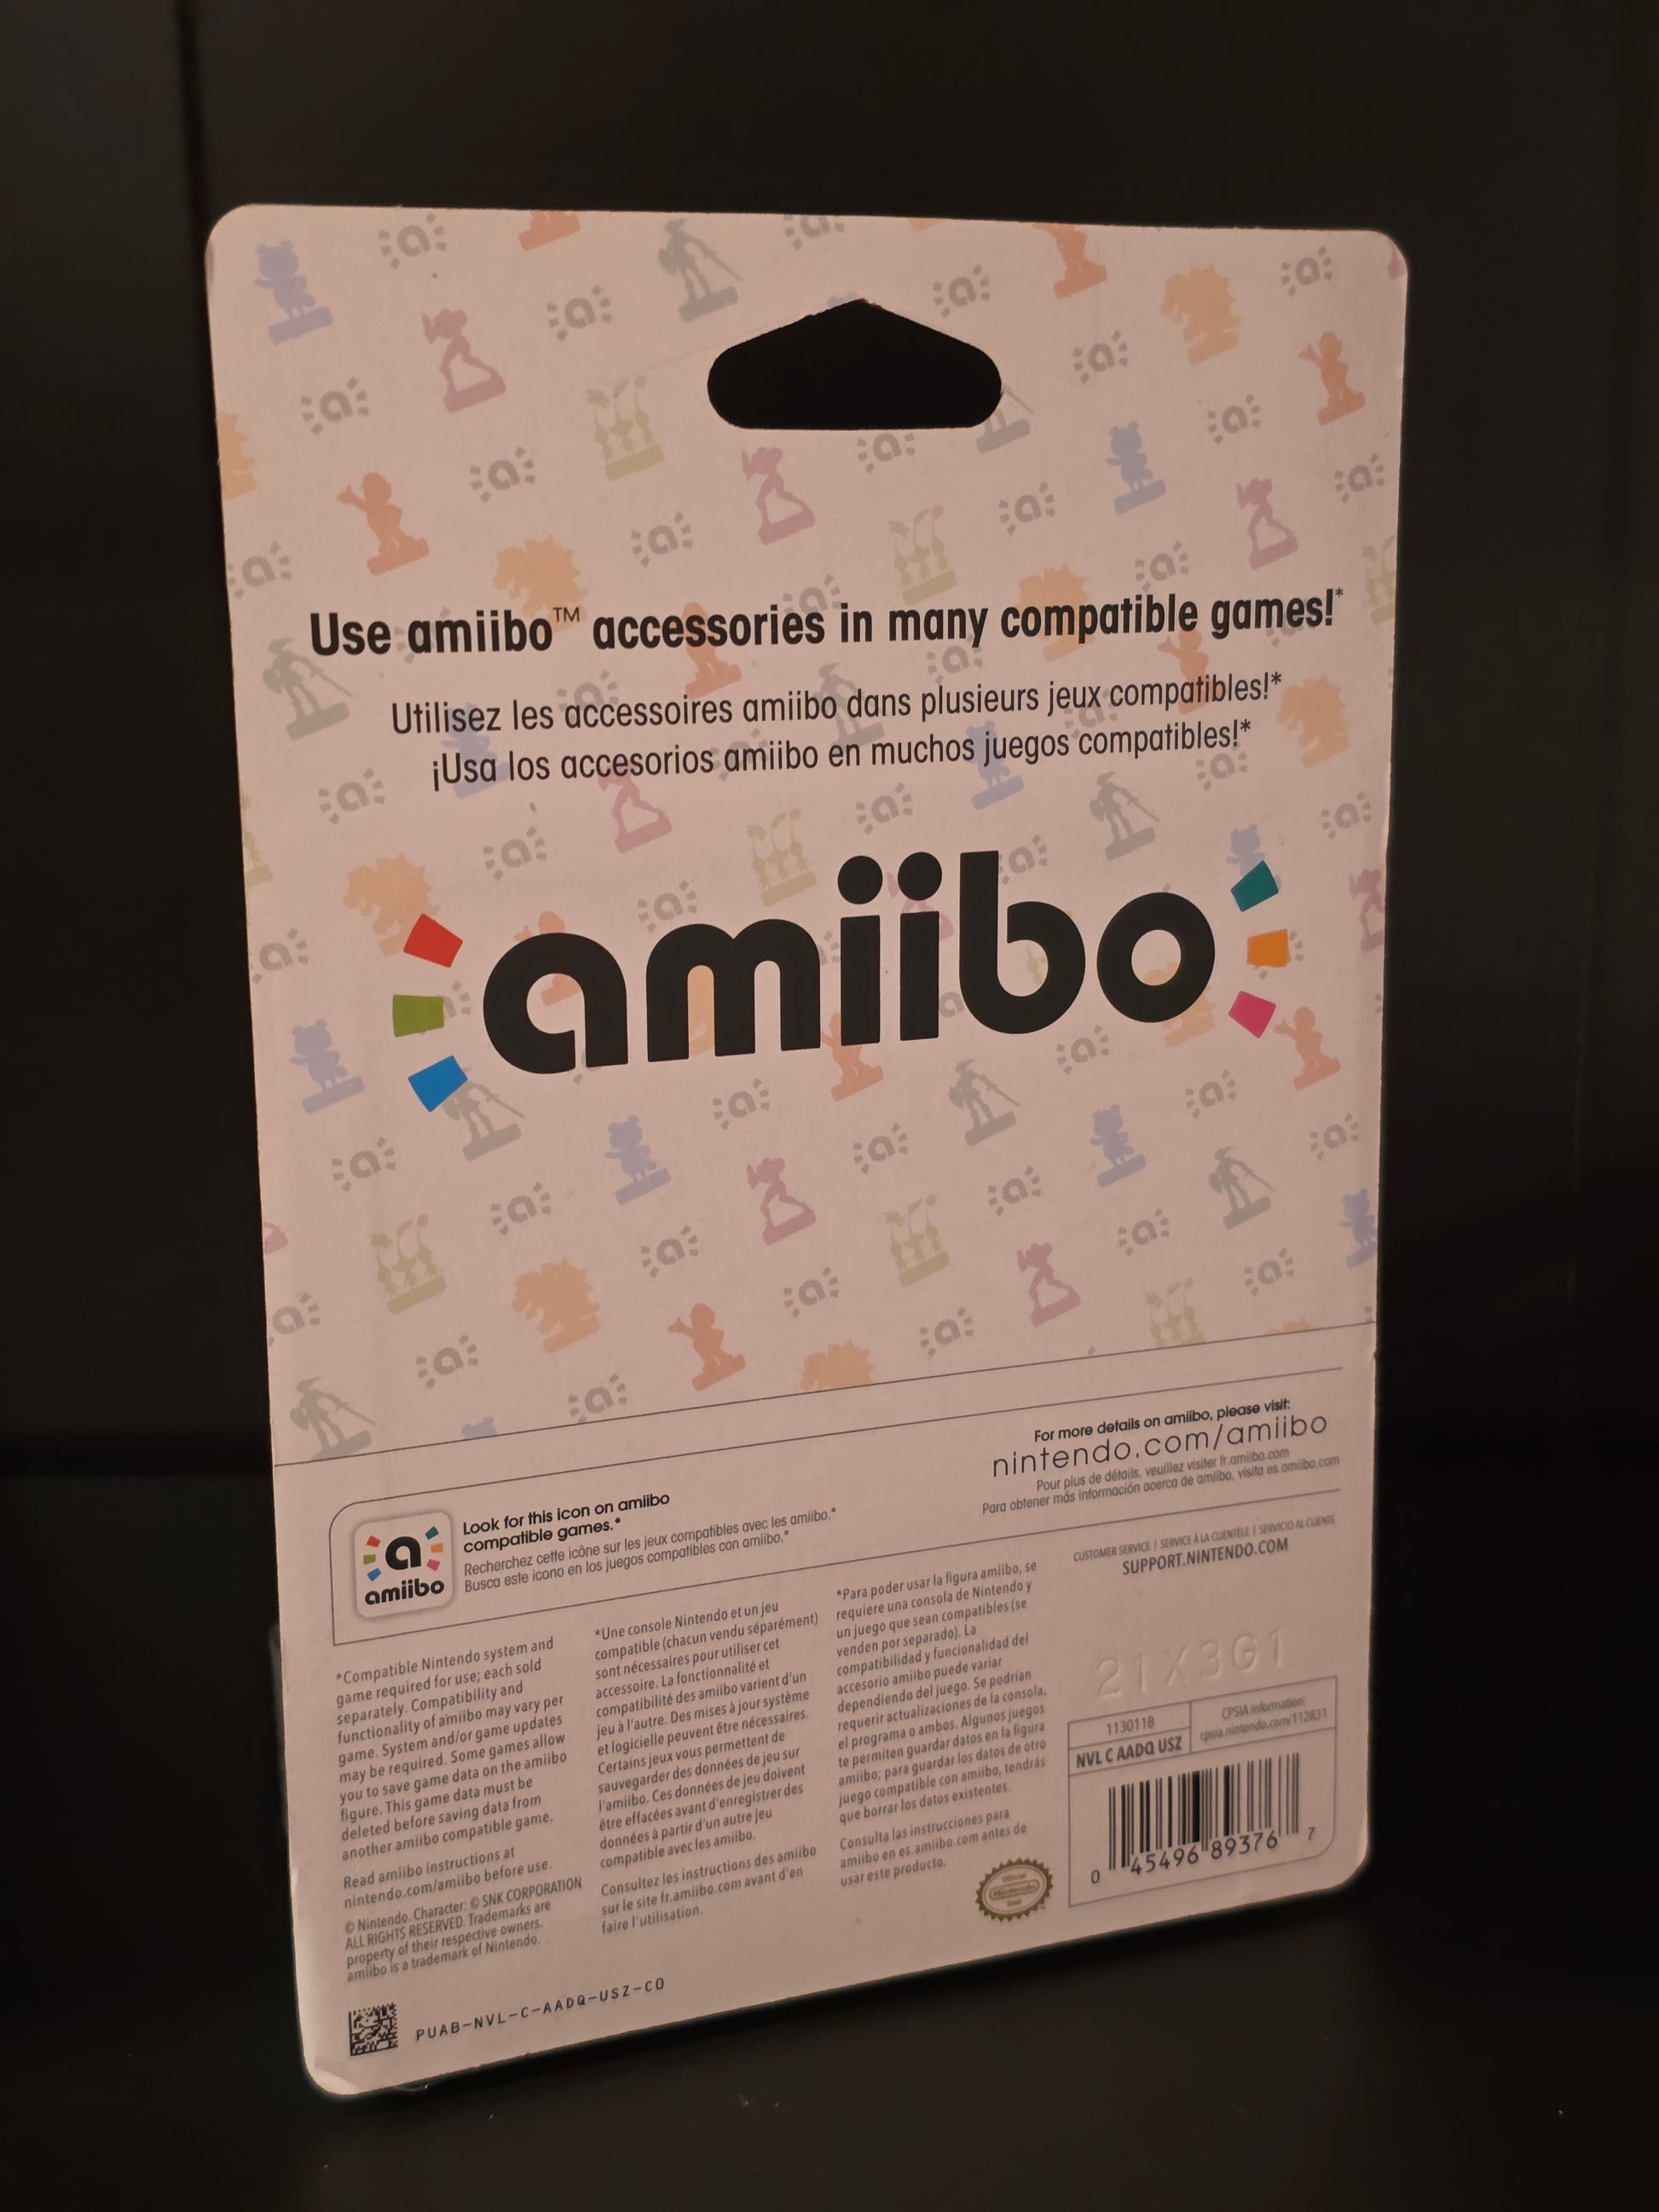 Use amiibo™ accessories in many compatible games!*
Utilisez les accessoires amiibo dans plusieurs jeux compatibles!*
¡Usa los accesorios amiibo en muchos juegos compatibles!*
amiibo
For more details on amiibo, please visit:
nintendo.com/amiibo
Pour plus de détails, veuillez visiter fr.amiibo.com
Para obtener más información acerca de amiibo, visita es.amiibo.com
a
amiibo
Look for this icon on amiibo
compatible games.*
Recherchez cette icône sur les jeux compatibles avec les amiibo.*
Busca este icono en los juegos compatibles con amiibo.*
CUSTOMER SERVICE | SERVICE À LA CLIENTÈLE | SERVICIO AL CLIENTE
SUPPORT.NINTENDO.COM
*Compatible Nintendo system and
game required for use; each sold
separately. Compatibility and
functionality of amiibo may vary per
game. System and/or game updates
may be required. Some games allow
you to save game data on the amiibo
figure. This game data must be
deleted before saving data from
another amiibo compatible game.
Read amiibo instructions at
nintendo.com/amiibo before use.
© Nintendo. Character: © SNK CORPORATION
ALL RIGHTS RESERVED. Trademarks are
property of their respective owners.
amiibo is a trademark of Nintendo.
*Une console Nintendo et un jeu
compatible (chacun vendu séparément)
sont nécessaires pour utiliser cet
accessoire. La fonctionnalité et
compatibilité des amiibo varient d'un
jeu à l'autre. Des mises à jour système
et logicielle peuvent être nécessaires.
Certains jeux vous permettent de
sauvegarder des données de jeu sur
l'amiibo. Ces données de jeu doivent
être effacées avant d'enregistrer des
données à partir d'un autre jeu
compatible avec les amiibo.
Consultez les instructions des amiibo
sur le site fr.amiibo.com avant d'en
faire l'utilisation.
*Para poder usar la figura amiibo, se
requiere una consola de Nintendo y
un juego que sean compatibles (se
venden por separado). La
compatibilidad y funcionalidad del
accesorio amiibo puede variar
dependiendo del juego. Se podrían
requerir actualizaciones de la consola,
el programa o ambos. Algunos juegos
te permiten guardar datos en la figura
amiibo; para guardar los datos de otro
juego compatible con amiibo, tendrás
que borrar los datos existentes.
Consulta las instrucciones para
amiibo en es.amiibo.com antes de
usar este producto.
Official
Nintendo
Seal
21X3G1
113011B
NVL C AADQ USZ
CPSIA information:
cpsia.nintendo.com/112831
0 45496 89376 7
PUAB-NVL-C-AADQ-USZ-C0